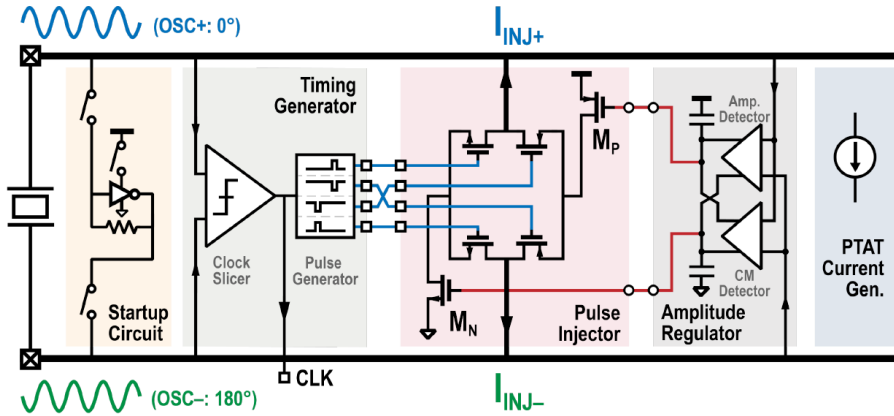 (OSC+: 0°)
I_INJ+
Timing
Generator
Amp.
Detector
M_P
Clock
Slicer
Pulse
Generator
Startup
Circuit
M_N
Pulse
Injector
CM
Detector
Amplitude
Regulator
PTAT
Current
Gen.
CLK
(OSC–: 180°)
I_INJ–